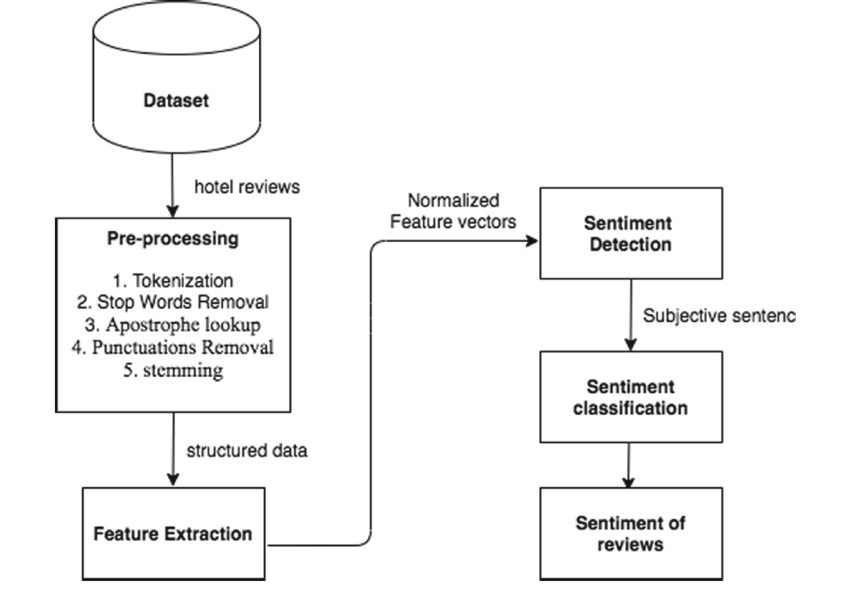 Dataset
hotel reviews
Pre-processing
1. Tokenization
2. Stop Words Removal
3. Apostrophe lookup
4. Punctuations Removal
5. stemming
structured data
Feature Extraction
Normalized
Feature vectors
Sentiment
Detection
Subjective sentenc
Sentiment
classification
Sentiment of
reviews